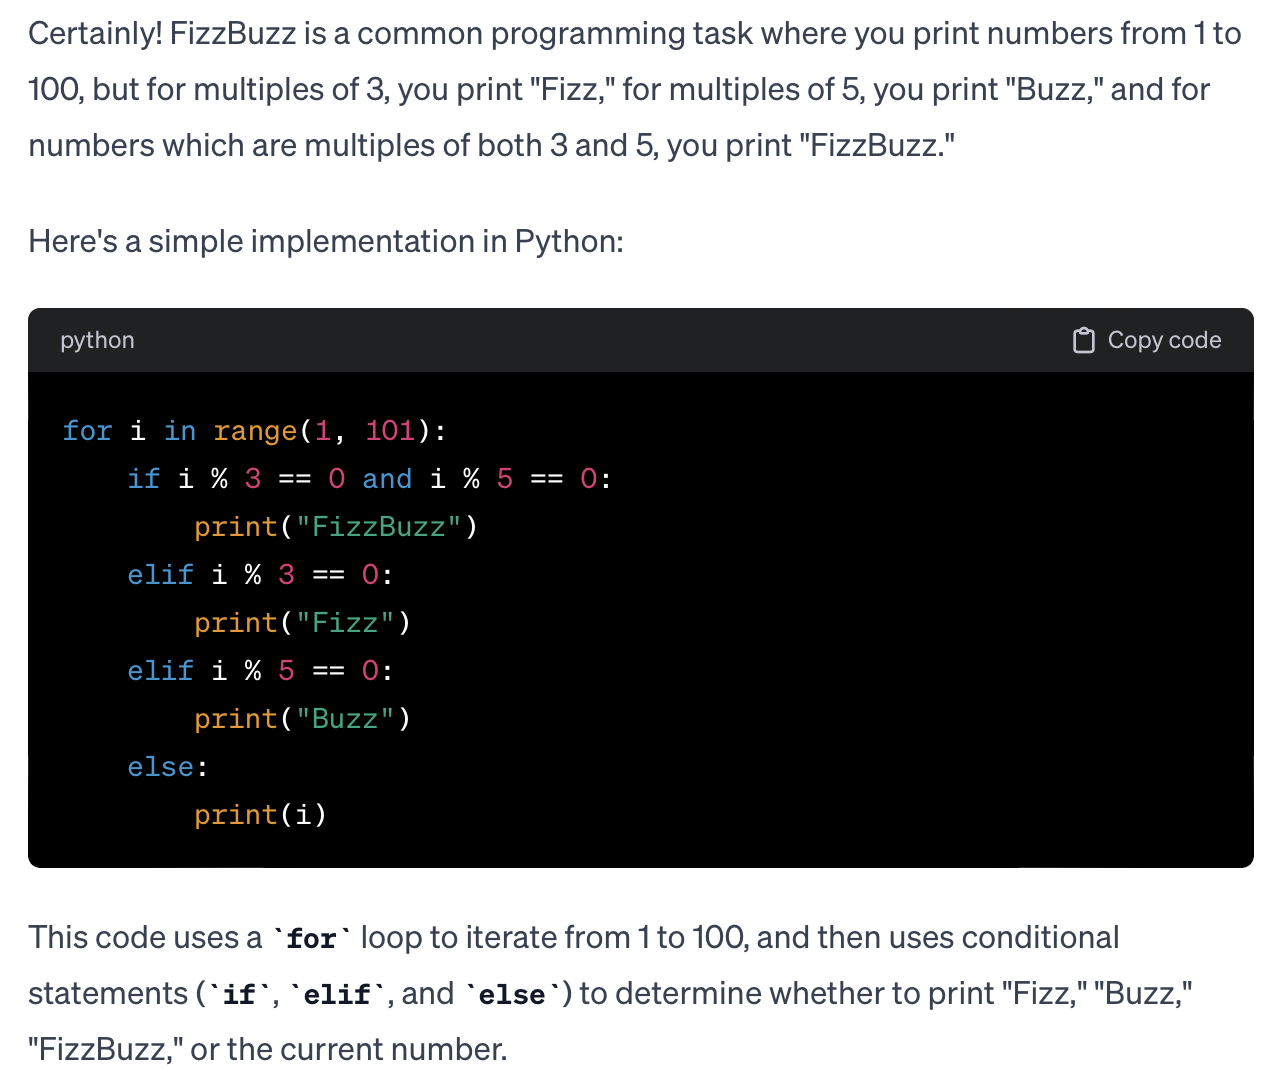 Certainly! FizzBuzz is a common programming task where you print numbers from 1 to
100, but for multiples of 3, you print "Fizz," for multiples of 5, you print "Buzz," and for
numbers which are multiples of both 3 and 5, you print "FizzBuzz."
Here's a simple implementation in Python:
python Copy code
for i in range(1, 101):
    if i % 3 == 0 and i % 5 == 0:
        print("FizzBuzz")
    elif i % 3 == 0:
        print("Fizz")
    elif i % 5 == 0:
        print("Buzz")
    else:
        print(i)
This code uses a `for` loop to iterate from 1 to 100, and then uses conditional
statements (`if`, `elif`, and `else`) to determine whether to print "Fizz," "Buzz,"
"FizzBuzz," or the current number.